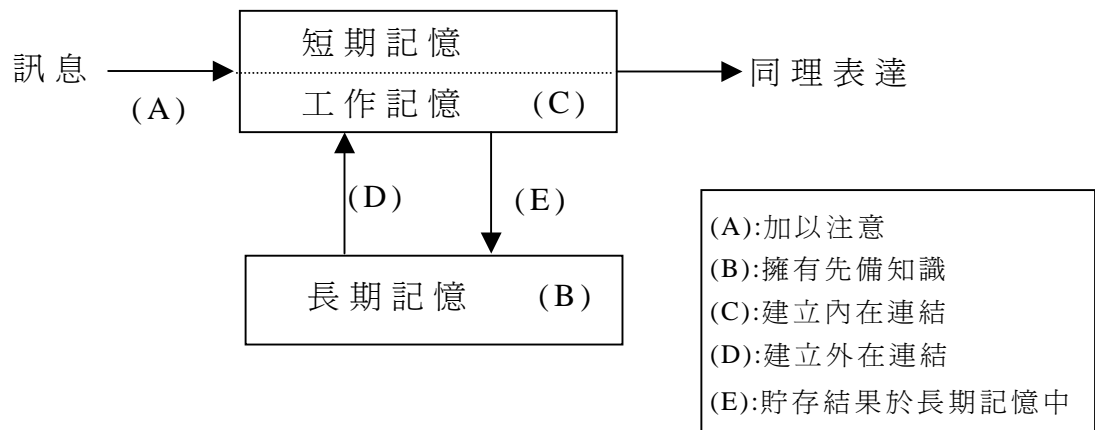 短期記憶
訊息
同理表達
(A)
工作記憶 (C)
(D)
(E)
長期記憶 (B)
(A):加以注意
(B):擁有先備知識
(C):建立內在連結
(D):建立外在連結
(E):貯存結果於長期記憶中